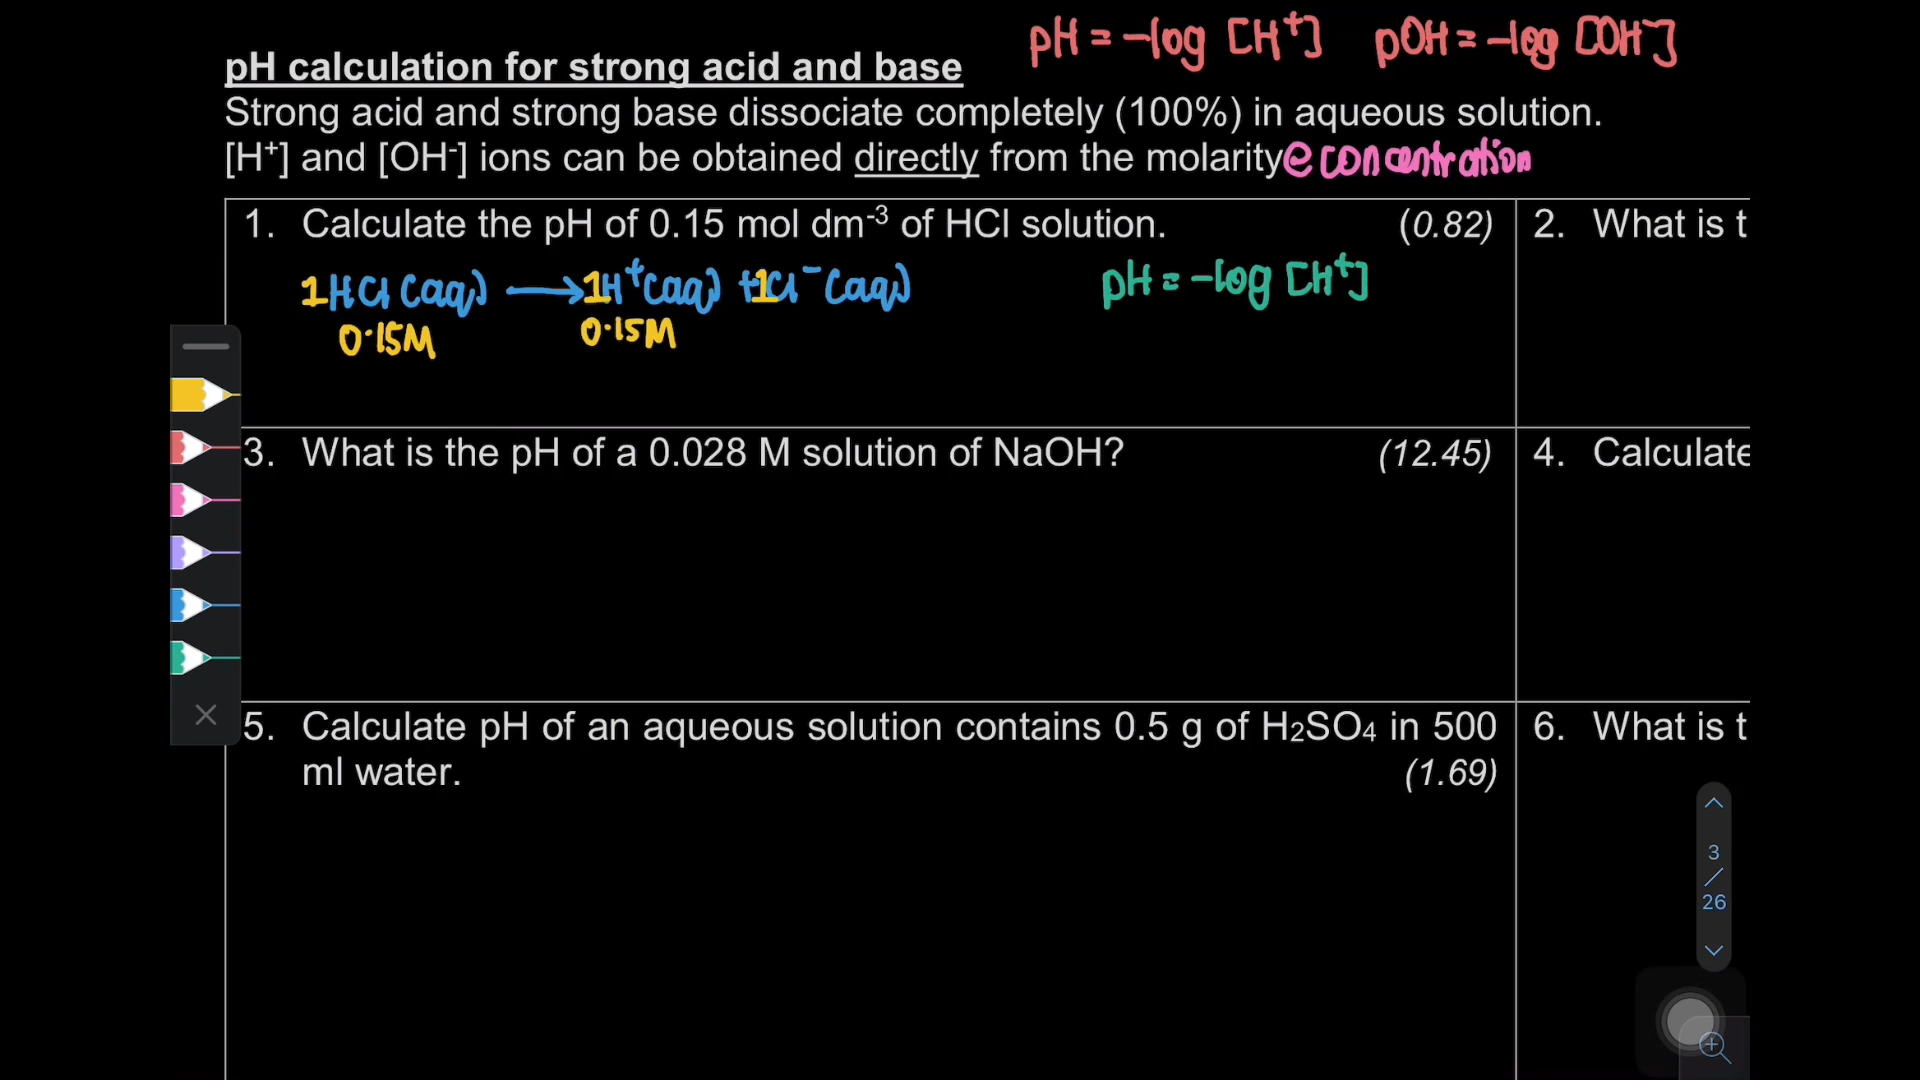 pH = -log [H⁺] pOH = -log [OH⁻]
pH calculation for strong acid and base
Strong acid and strong base dissociate completely (100%) in aqueous solution.
[H⁺] and [OH⁻] ions can be obtained directly from the molarity @ concentration
1. Calculate the pH of 0.15 mol dm⁻³ of HCl solution. (0.82)
1HCl (aq) → 1H⁺(aq) + 1Cl⁻(aq) pH = -log [H⁺]
0.15M 0.15M
2. What is t
3. What is the pH of a 0.028 M solution of NaOH? (12.45)
4. Calculate
5. Calculate pH of an aqueous solution contains 0.5 g of H₂SO₄ in 500
ml water. (1.69)
6. What is t
3
/
26